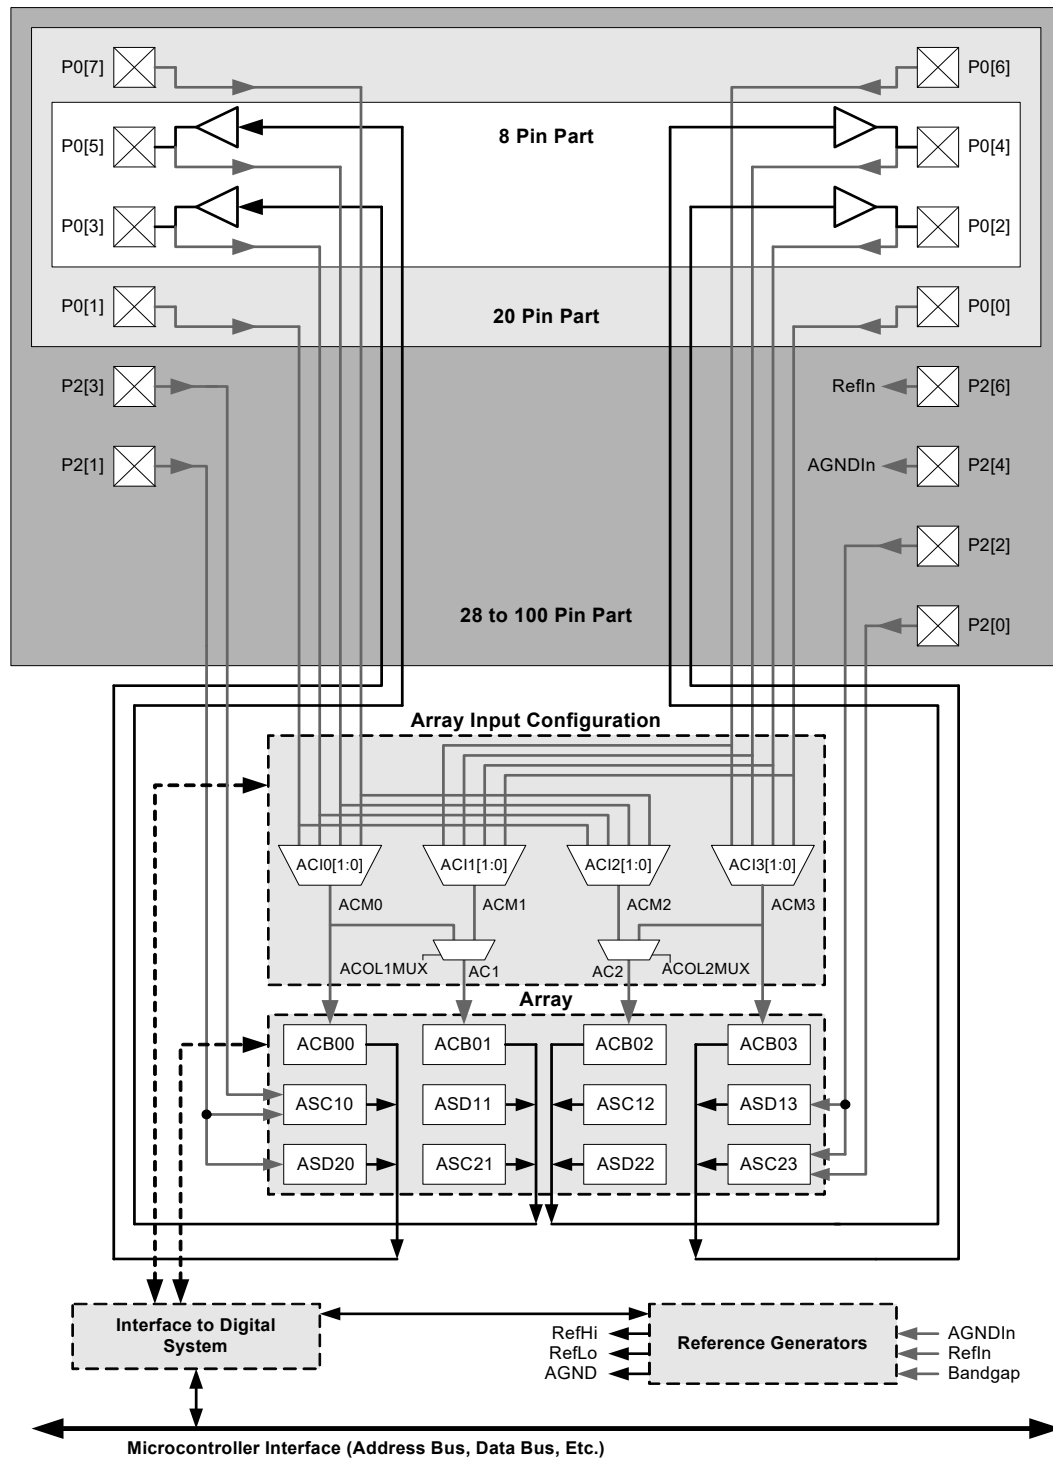 P0[7]
P0[6]
8 Pin Part
P0[5]
P0[4]
P0[3]
P0[2]
P0[1]
20 Pin Part
P0[0]
P2[3]
RefIn
P2[6]
P2[1]
AGNDIn
P2[4]
P2[2]
28 to 100 Pin Part
P2[0]
Array Input Configuration
ACI0[1:0]
ACI1[1:0]
ACI2[1:0]
ACI3[1:0]
ACM0
ACM1
ACM2
ACM3
ACOL1MUX
AC1
AC2
ACOL2MUX
Array
ACB00
ACB01
ACB02
ACB03
ASC10
ASD11
ASC12
ASD13
ASD20
ASC21
ASD22
ASC23
Interface to Digital
System
RefHi
RefLo
AGND
Reference Generators
AGNDIn
RefIn
Bandgap
Microcontroller Interface (Address Bus, Data Bus, Etc.)